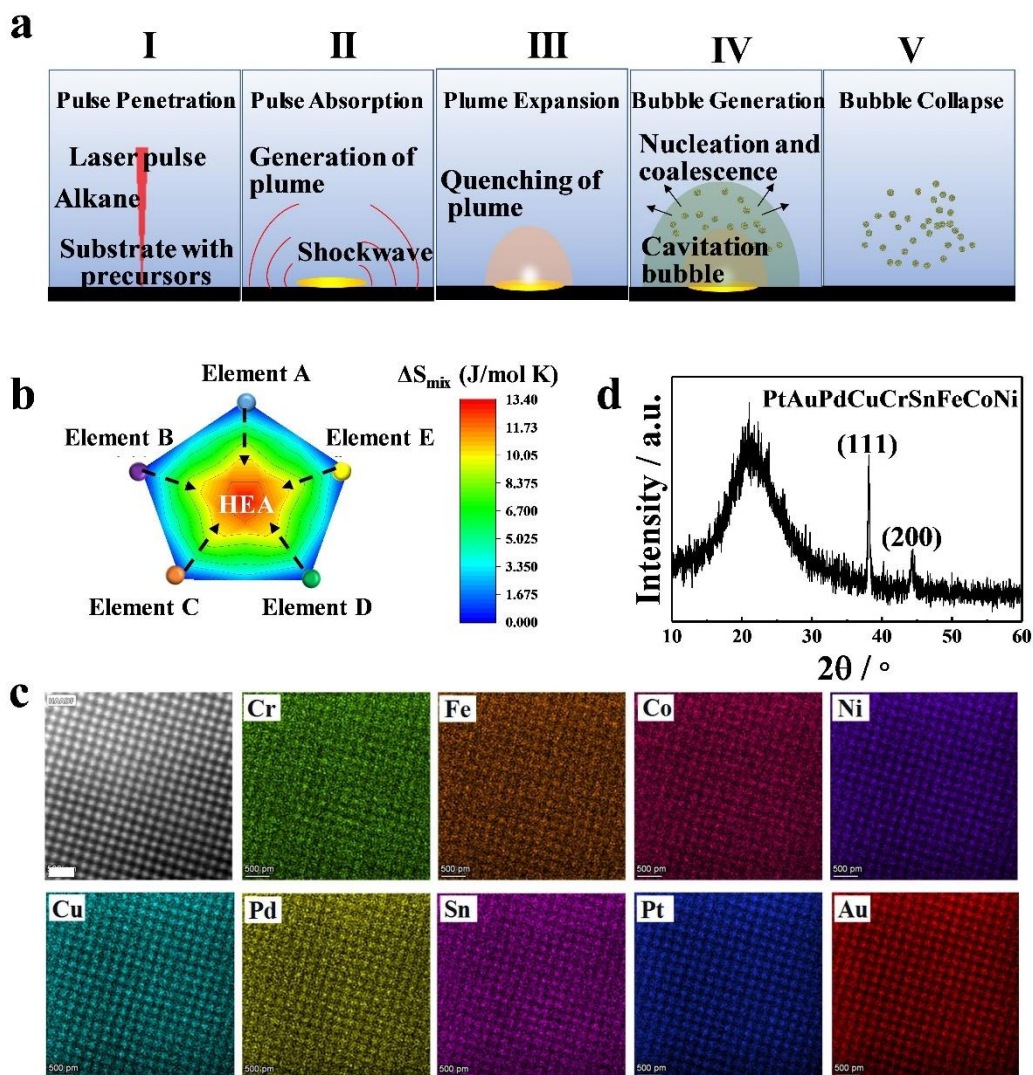 a
I
II
III
IV
V
Pulse Penetration
Pulse Absorption
Plume Expansion
Bubble Generation
Bubble Collapse
Laser pulse
Alkane
Substrate with
precursors
Generation of
plume
Shockwave
Quenching of
plume
Nucleation and
coalescence
Cavitation
bubble
b
Element A
Element B
Element E
HEA
Element C
Element D
ΔSmix (J/mol K)
13.40
11.73
10.05
8.375
6.700
5.025
3.350
1.675
0.000
d
PtAuPdCuCrSnFeCoNi
(111)
(200)
Intensity / a.u.
10
20
30
40
50
60
2θ / °
c
HAADF
Cr
500 pm
Fe
500 pm
Co
500 pm
Ni
500 pm
Cu
500 pm
Pd
500 pm
Sn
500 pm
Pt
500 pm
Au
500 pm